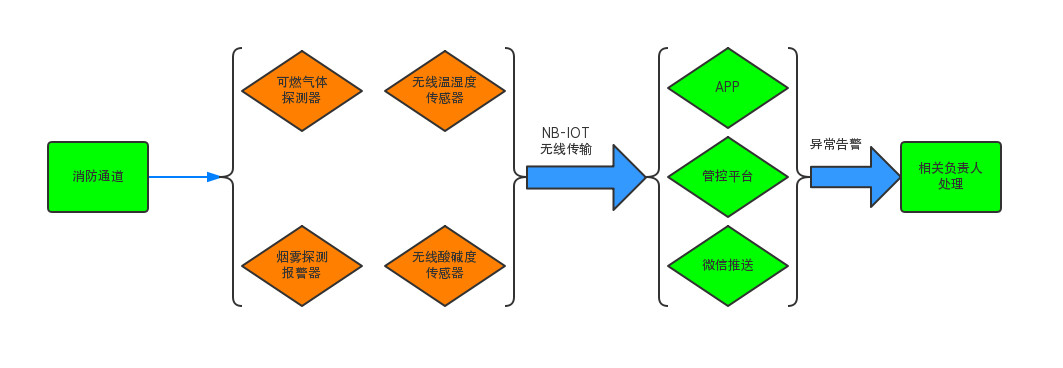 消防通道
可燃气体
探测器
无线温湿度
传感器
烟雾探测
报警器
无线酸碱度
传感器
NB-IOT
无线传输
APP
管控平台
微信推送
异常告警
相关负责人
处理